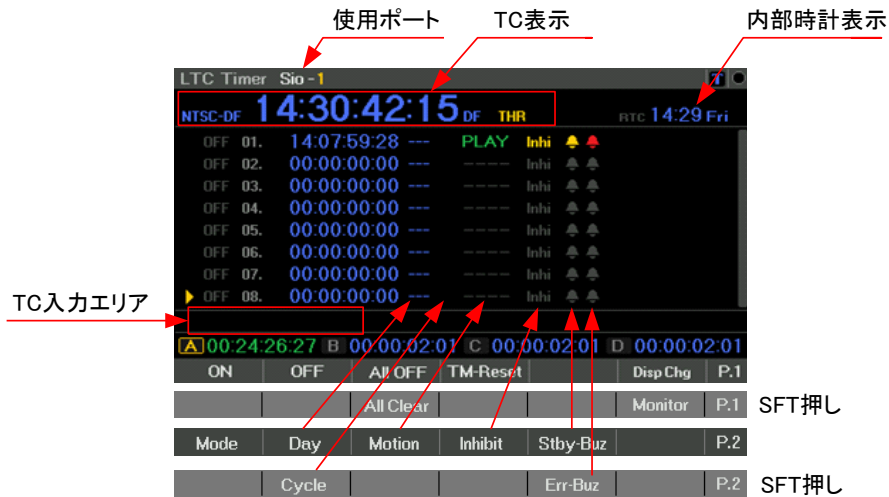 使用ポート TC表示 内部時計表示
LTC Timer Sio -1 T
NTSC-DF 14:30:42:15 DF THR RTC 14:29 Fri
OFF 01. 14:07:59:28 --- PLAY Inhi
OFF 02. 00:00:00:00 --- ---- Inhi
OFF 03. 00:00:00:00 --- ---- Inhi
OFF 04. 00:00:00:00 --- ---- Inhi
OFF 05. 00:00:00:00 --- ---- Inhi
OFF 06. 00:00:00:00 --- ---- Inhi
OFF 07. 00:00:00:00 --- ---- Inhi
OFF 08. 00:00:00:00 --- ---- Inhi
TC入力エリア
A 00:24:26:27 B 00:00:02:01 C 00:00:02:01 D 00:00:02:01
ON OFF All OFF TM-Reset Disp Chg P.1
All Clear Monitor P.1 SFT押し
Mode Day Motion Inhibit Stby-Buz P.2
Cycle Err-Buz P.2 SFT押し